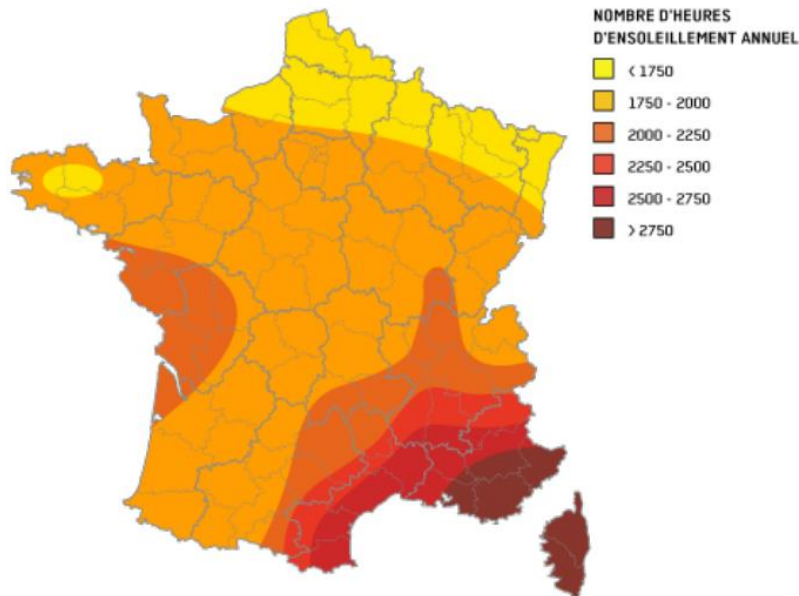 NOMBRE D'HEURES
D'ENSOLEILLEMENT ANNUEL
< 1750
1750 - 2000
2000 - 2250
2250 - 2500
2500 - 2750
> 2750